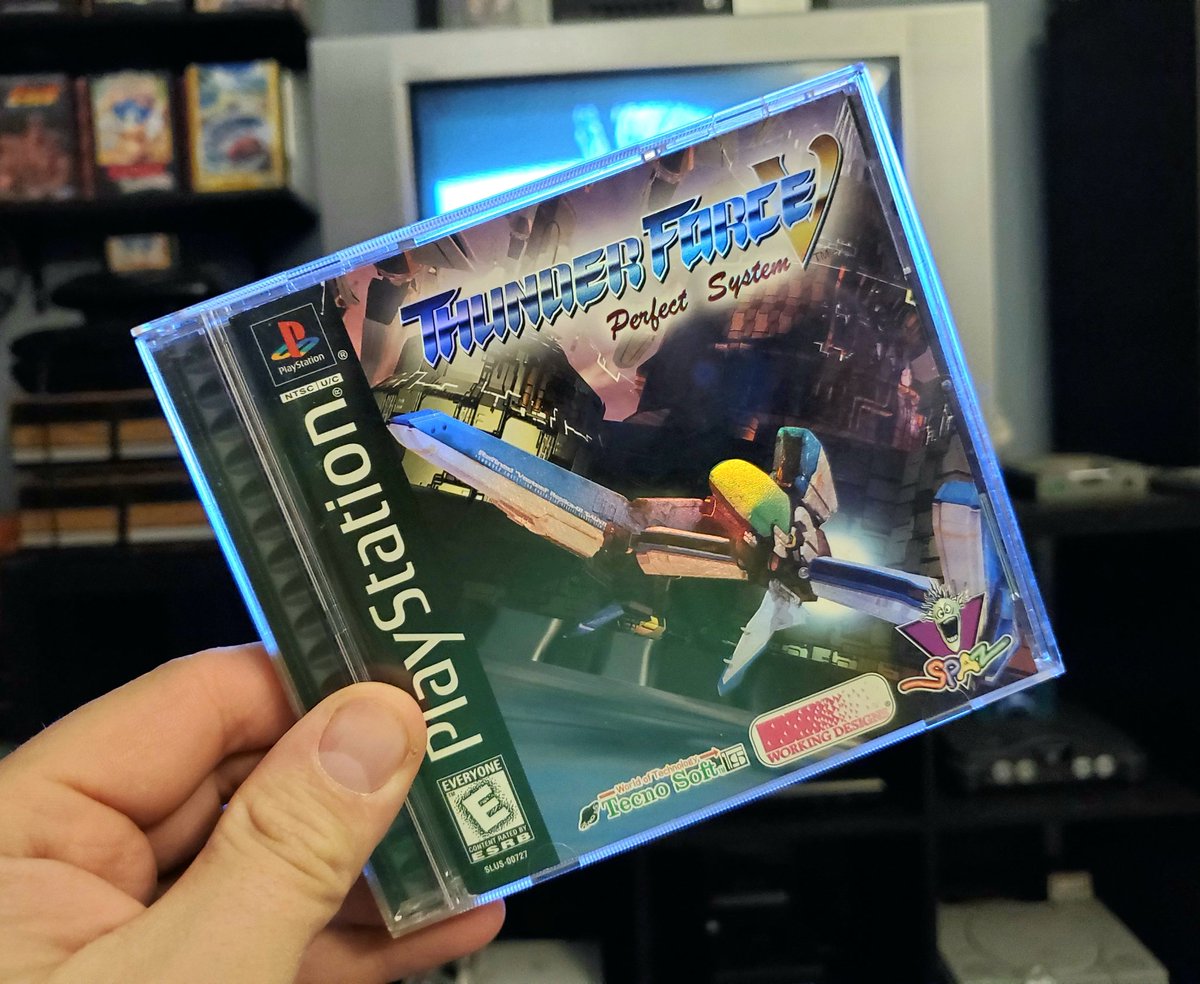 THUNDER FORCE V
TM
Perfect System
PlayStation
®
NTSC U/C
PlayStation
EVERYONE
E
CONTENT RATED BY
ESRB
SLUS-00727
World of Technology
Tecno Soft
WORKING DESIGNS
®
SPAZ